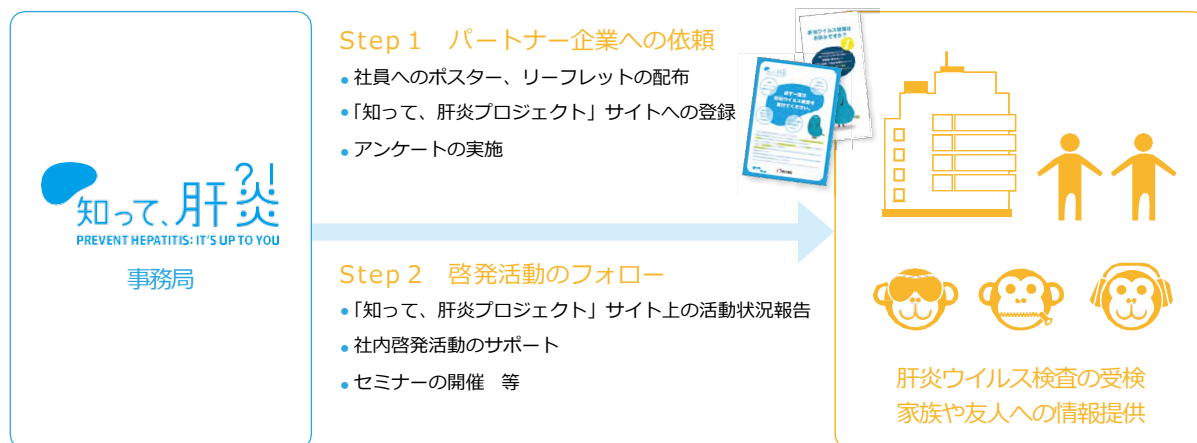 知って、肝炎?!
PREVENT HEPATITIS: IT'S UP TO YOU
事務局
Step 1 パートナー企業への依頼
• 社員へのポスター、リーフレットの配布
• 「知って、肝炎プロジェクト」サイトへの登録
• アンケートの実施
Step 2 啓発活動のフォロー
• 「知って、肝炎プロジェクト」サイト上の活動状況報告
• 社内啓発活動のサポート
• セミナーの開催 等
肝炎ウイルス検査の受検
家族や友人への情報提供